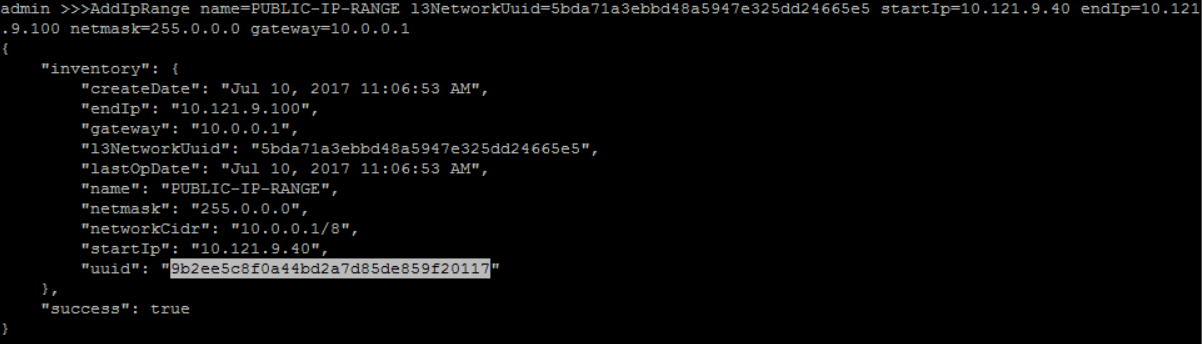 admin >>>AddIpRange name=PUBLIC-IP-RANGE l3NetworkUuid=5bda71a3ebbd48a5947e325dd24665e5 startIp=10.121.9.40 endIp=10.121
.9.100 netmask=255.0.0.0 gateway=10.0.0.1
{
    "inventory": {
        "createDate": "Jul 10, 2017 11:06:53 AM",
        "endIp": "10.121.9.100",
        "gateway": "10.0.0.1",
        "l3NetworkUuid": "5bda71a3ebbd48a5947e325dd24665e5",
        "lastOpDate": "Jul 10, 2017 11:06:53 AM",
        "name": "PUBLIC-IP-RANGE",
        "netmask": "255.0.0.0",
        "networkCidr": "10.0.0.1/8",
        "startIp": "10.121.9.40",
        "uuid": "9b2ee5c8f0a44bd2a7d85de859f20117"
    },
    "success": true
}